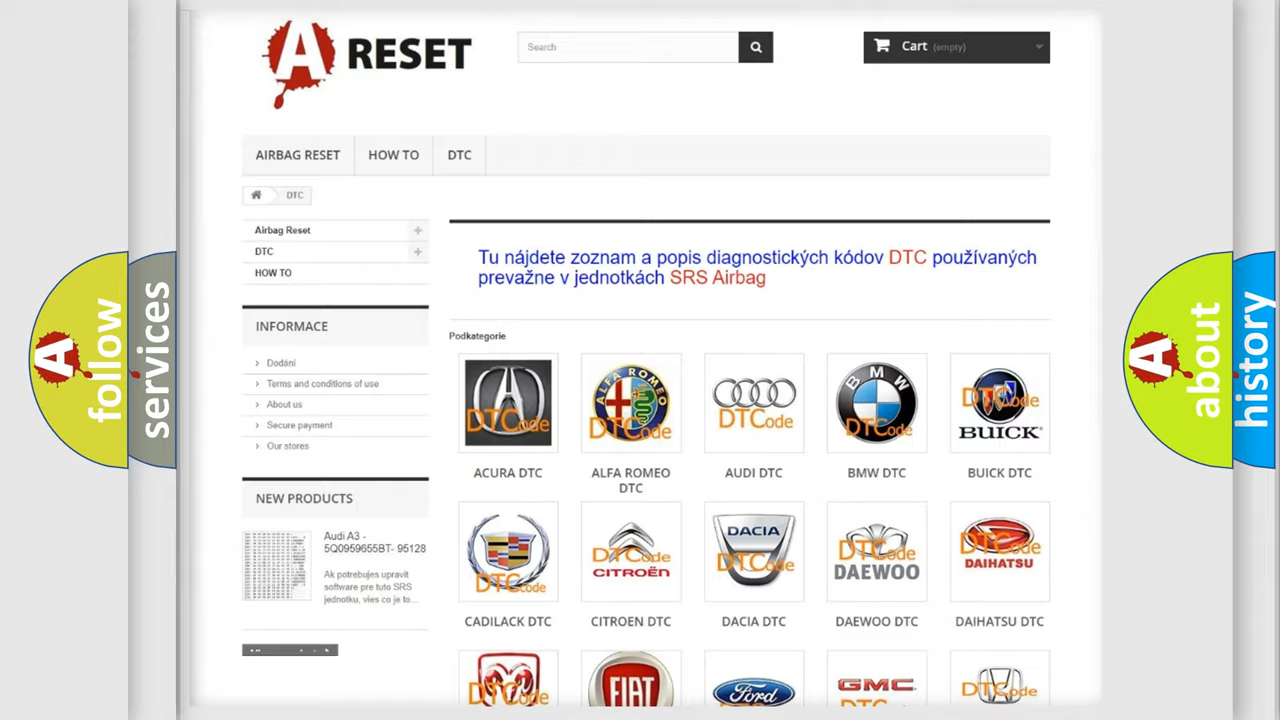 A RESET
Search
Cart (empty)
AIRBAG RESET
HOW TO
DTC
DTC
Airbag Reset
DTC
HOW TO
INFORMACE
Dodání
Terms and conditions of use
About us
Secure payment
Our stores
NEW PRODUCTS
Audi A3 -
5Q0959655BT- 95128
Ak potrebujes upravit
software pre tuto SRS
jednotku, vies co je to...
Tu nájdete zoznam a popis diagnostických kódov DTC používaných
prevažne v jednotkách SRS Airbag
Podkategorie
DTCode
ALFA ROMEO
DTCode
DTCode
BMW
DTCode
DTCode
BUICK
ACURA DTC
ALFA ROMEO
DTC
AUDI DTC
BMW DTC
BUICK DTC
DTCode
DTCode
CITROËN
DACIA
DTCode
DTCode
DAEWOO
DTCode
DAIHATSU
CADILACK DTC
CITROEN DTC
DACIA DTC
DAEWOO DTC
DAIHATSU DTC
DTCode
FIAT
Ford
GMC
DTCode
A follow
services
A about
history